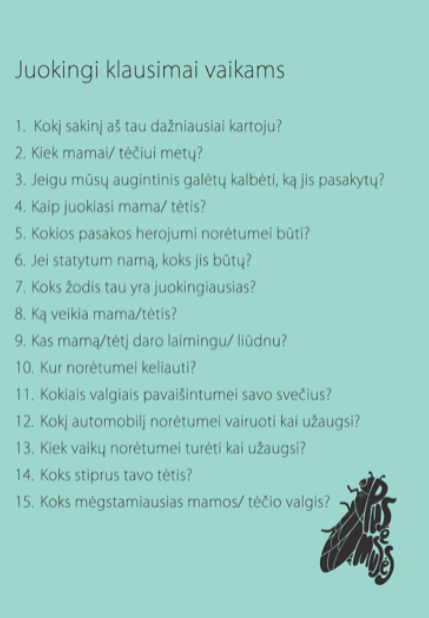 Juokingi klausimai vaikams
1. Kokį sakinį aš tau dažniausiai kartoju?
2. Kiek mamai/ tėčiui metų?
3. Jeigu mūsų augintinis galėtų kalbėti, ką jis pasakytų?
4. Kaip juokiasi mama/ tėtis?
5. Kokios pasakos herojumi norėtumei būti?
6. Jei statytum namą, koks jis būtų?
7. Koks žodis tau yra juokingiausias?
8. Ką veikia mama/tėtis?
9. Kas mamą/tėtį daro laimingu/ liūdnu?
10. Kur norėtumei keliauti?
11. Kokiais valgiais pavaišintumei savo svečius?
12. Kokį automobilį norėtumei vairuoti kai užaugsi?
13. Kiek vaikų norėtumei turėti kai užaugsi?
14. Koks stiprus tavo tėtis?
15. Koks mėgstamiausias mamos/ tėčio valgis?
Pusė
Musės